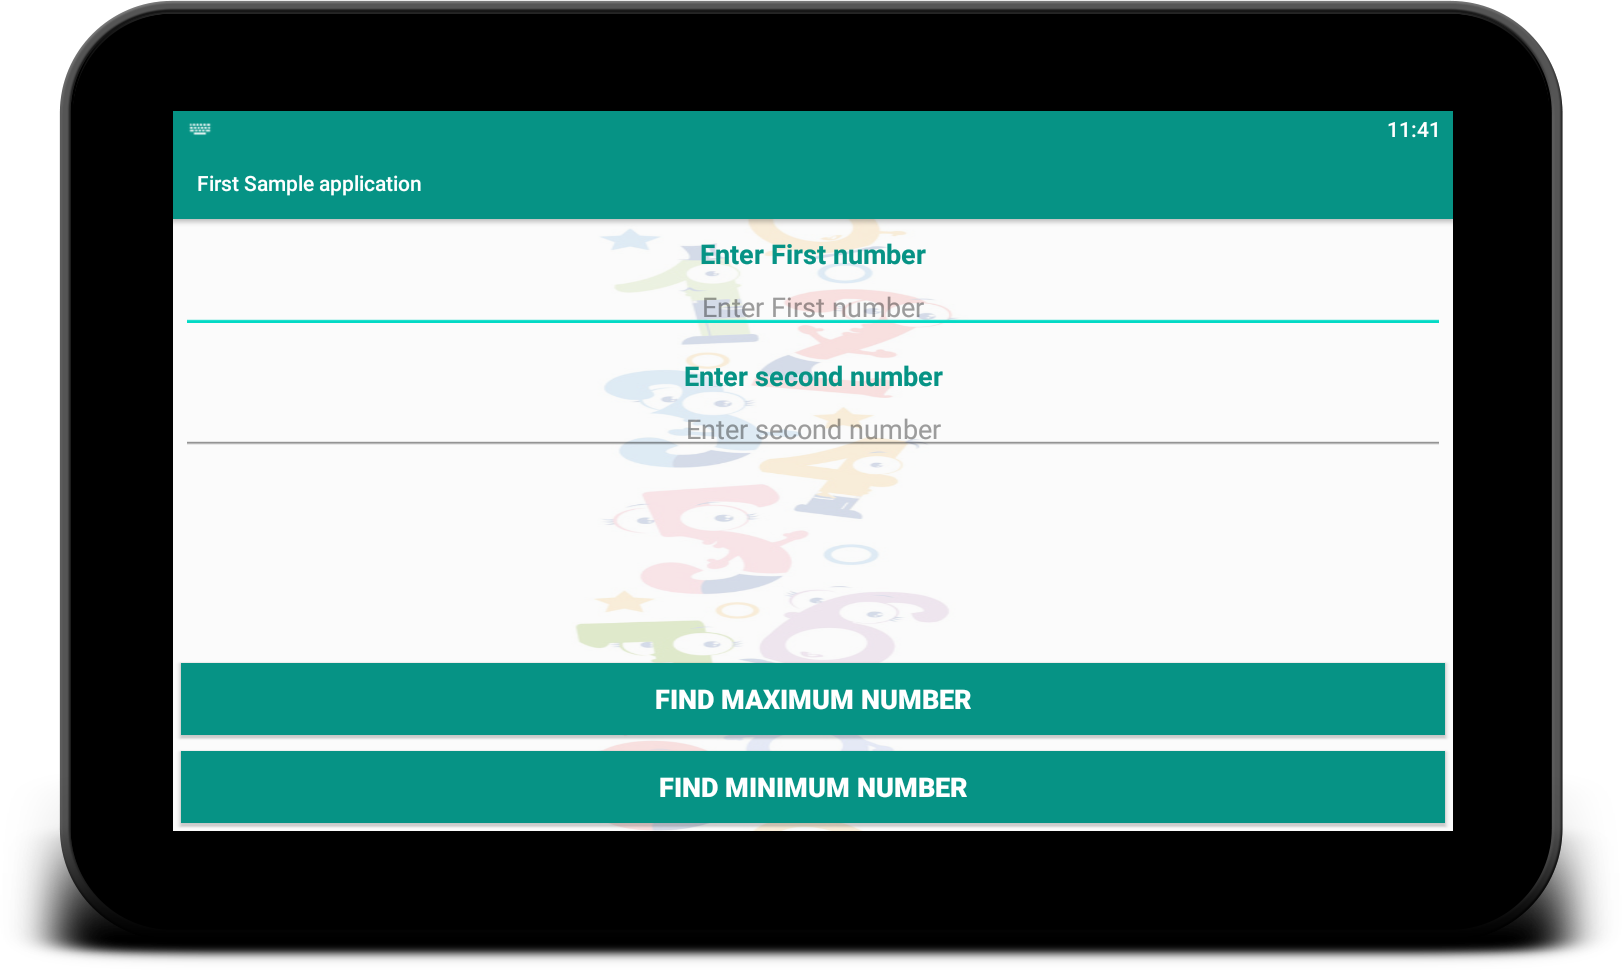 11:41
First Sample application
Enter First number
Enter First number
Enter second number
Enter second number
FIND MAXIMUM NUMBER
FIND MINIMUM NUMBER